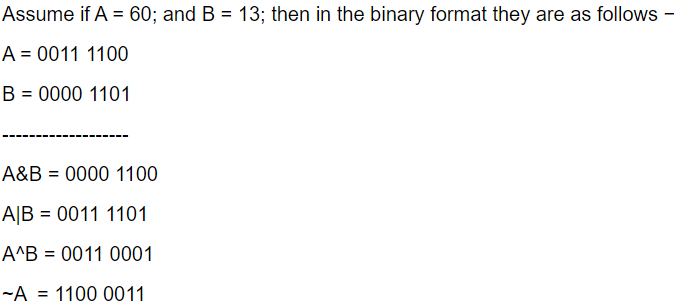 Assume if A = 60; and B = 13; then in the binary format they are as follows −
A = 0011 1100
B = 0000 1101
-------------------
A&B = 0000 1100
A|B = 0011 1101
A^B = 0011 0001
~A  = 1100 0011